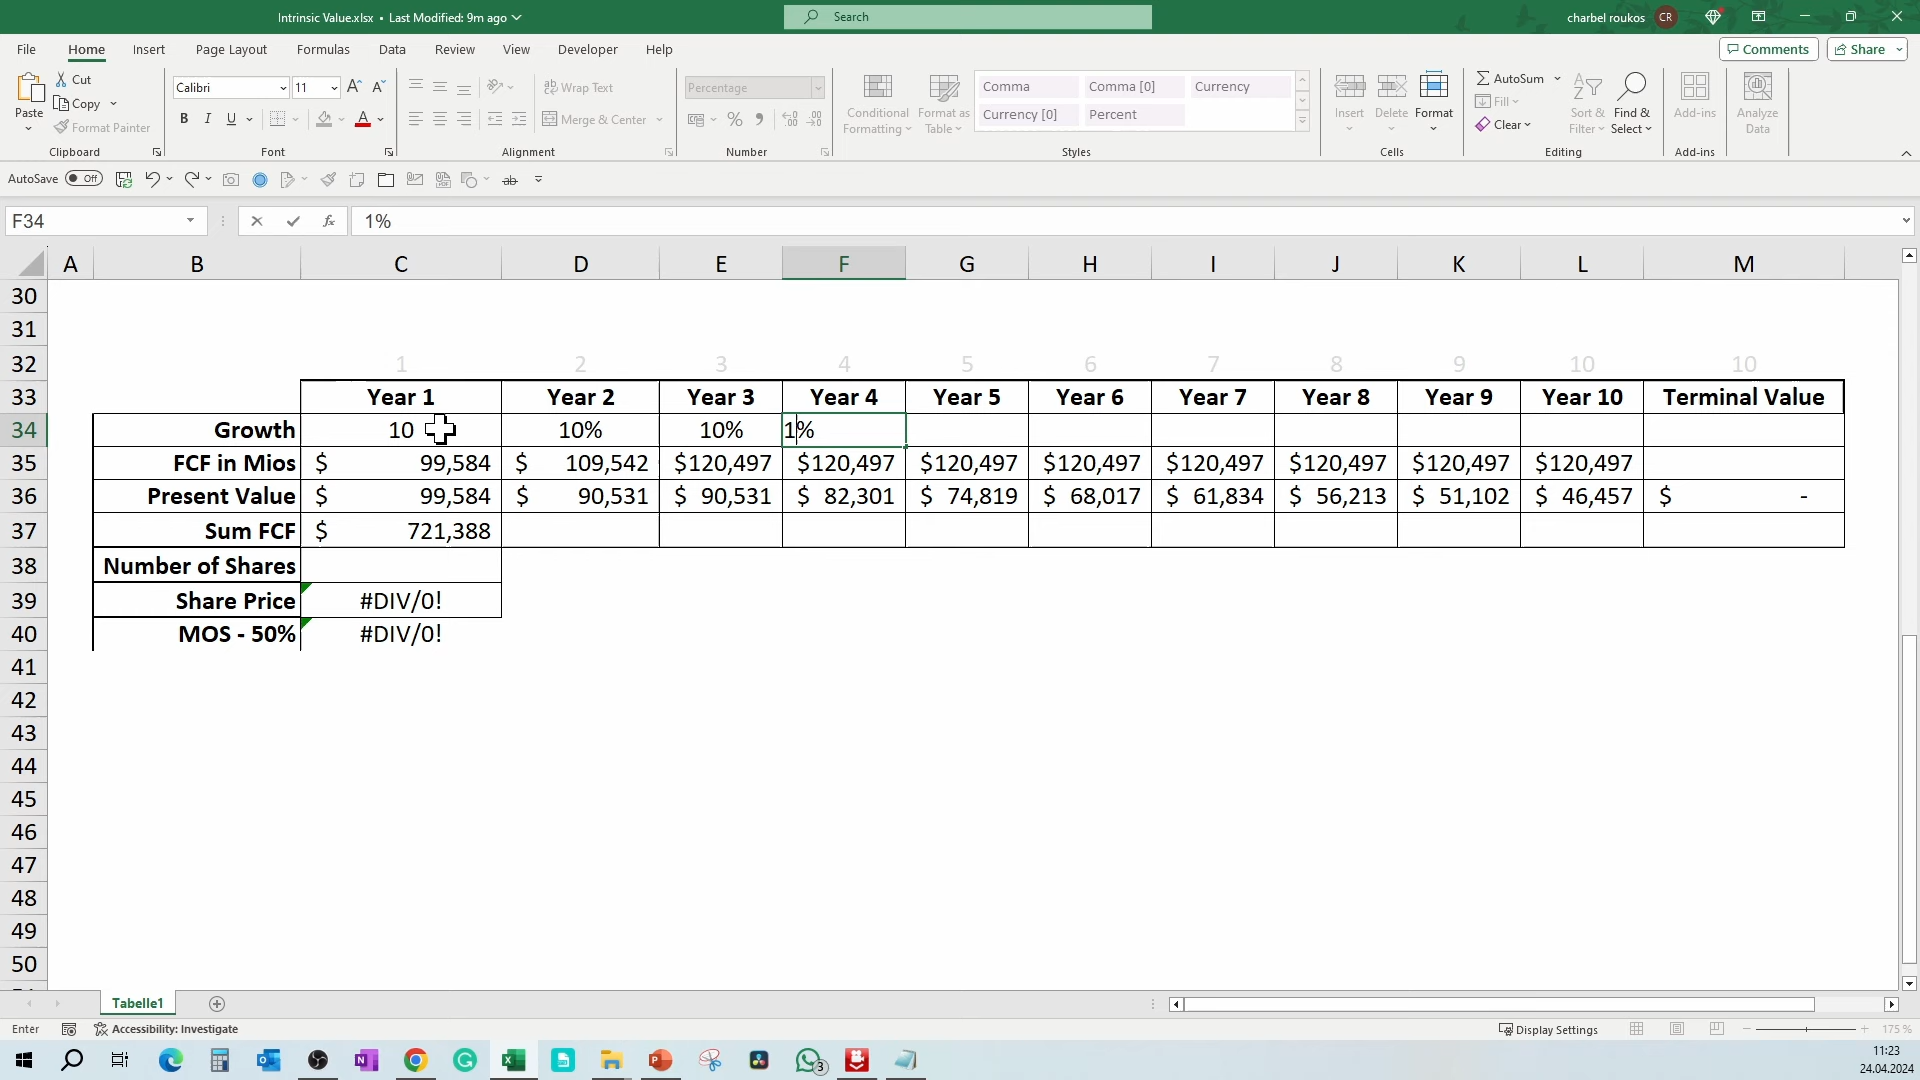 Intrinsic Value.xlsx • Last Modified: 9m ago
Search
charbel roukos CR
File Home Insert Page Layout Formulas Data Review View Developer Help
Comments Share
Paste
Cut
Copy
Format Painter
Clipboard
Calibri 11
B I U
Font
Wrap Text
Merge & Center
Alignment
Percentage
Number
Conditional Formatting
Format as Table
Comma Comma [0] Currency
Currency [0] Percent
Styles
Insert Delete Format
Cells
AutoSum
Fill
Clear
Sort & Filter
Find & Select
Editing
Add-ins
Add-ins
Analyze Data
AutoSave Off
F34 fx 1%
A B C D E F G H I J K L M
30
31
32 1 2 3 4 5 6 7 8 9 10 10
33 Year 1 Year 2 Year 3 Year 4 Year 5 Year 6 Year 7 Year 8 Year 9 Year 10 Terminal Value
34 Growth 10 10% 10% 1%
35 FCF in Mios $ 99,584 $ 109,542 $120,497 $120,497 $120,497 $120,497 $120,497 $120,497 $120,497 $120,497
36 Present Value $ 99,584 $ 90,531 $ 90,531 $ 82,301 $ 74,819 $ 68,017 $ 61,834 $ 56,213 $ 51,102 $ 46,457 $ -
37 Sum FCF $ 721,388
38 Number of Shares
39 Share Price #DIV/0!
40 MOS - 50% #DIV/0!
41
42
43
44
45
46
47
48
49
50
Tabelle1
Enter Accessibility: Investigate Display Settings 175 %
3
11:23
24.04.2024